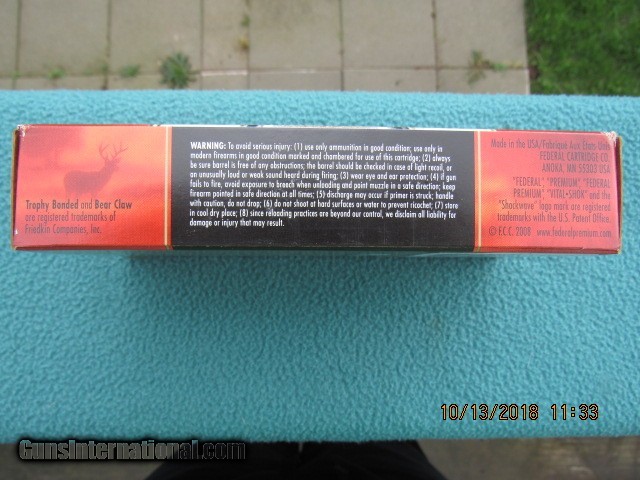 Trophy Bonded and Bear Claw
are registered trademarks of
Friedkin Companies, Inc.
WARNING: To avoid serious injury: (1) use only ammunition in good condition; use only in
modern firearms in good condition marked and chambered for use of this cartridge; (2) always
be sure barrel is free of any obstructions; the barrel should be checked in case of light recoil, or
an unusually loud or weak sound heard during firing; (3) wear eye and ear protection; (4) if gun
fails to fire, avoid exposure to breech when unloading and point muzzle in a safe direction; keep
firearm pointed in safe direction at all times; (5) discharge may occur if primer is struck; handle
with caution, do not drop; (6) do not shoot at hard surfaces or water to prevent ricochet; (7) store
in cool dry place; (8) since reloading practices are beyond our control, we disclaim all liability for
damage or injury that may result.
Made in the USA/Fabriqué Aux États-Unis
FEDERAL CARTRIDGE CO.
ANOKA, MN 55303 USA
"FEDERAL" "PREMIUM" "FEDERAL
PREMIUM" "VITAL•SHOK" and the
"Shockwave" logo mark are registered
trademarks with the U.S. Patent Office.
© F.C.C. 2008 www.federalpremium.com
10/13/2018 11:33
GunsInternational.com